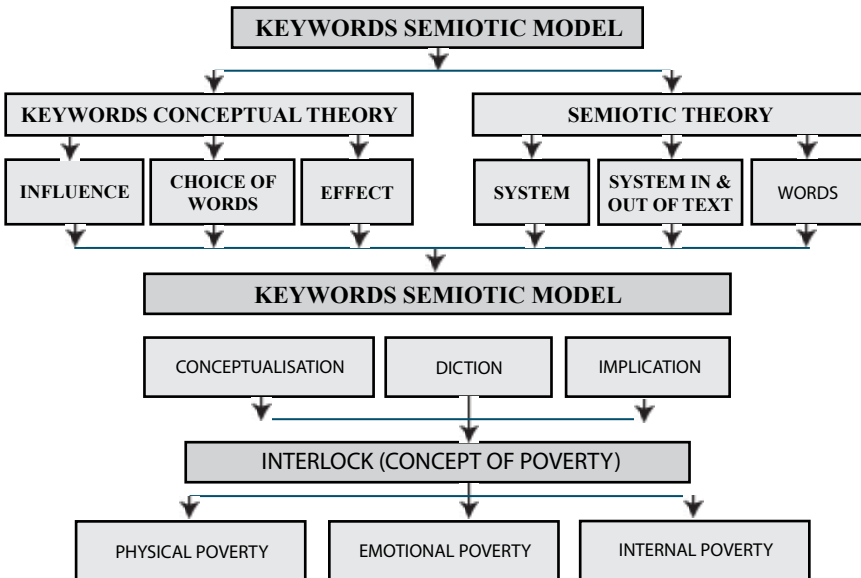 KEYWORDS SEMIOTIC MODEL
KEYWORDS CONCEPTUAL THEORY
SEMIOTIC THEORY
INFLUENCE
CHOICE OF
WORDS
EFFECT
SYSTEM
SYSTEM IN &
OUT OF TEXT
WORDS
KEYWORDS SEMIOTIC MODEL
CONCEPTUALISATION
DICTION
IMPLICATION
INTERLOCK (CONCEPT OF POVERTY)
PHYSICAL POVERTY
EMOTIONAL POVERTY
INTERNAL POVERTY